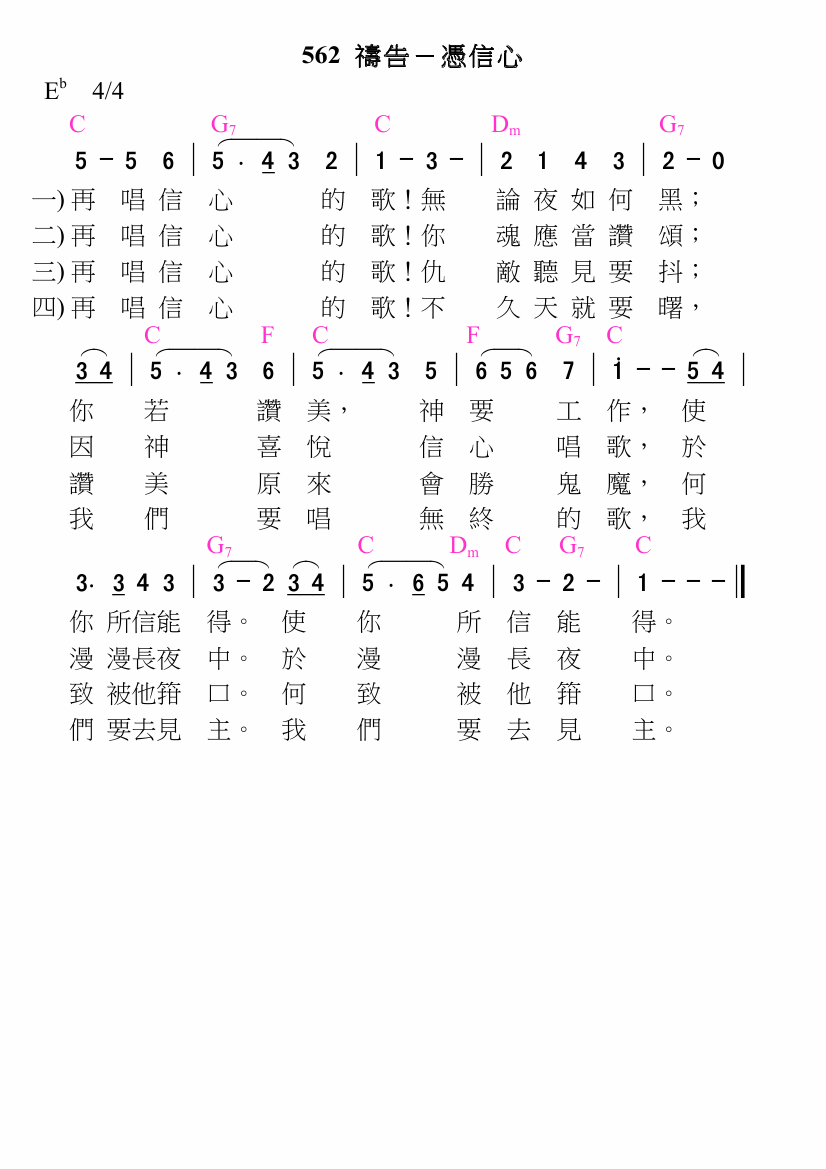 562 禱告－憑信心
E♭ 4/4
C G7 C Dm G7
5 – 5 6 | 5 . 4 3 2 | 1 – 3 – | 2 1 4 3 | 2 – 0
一) 再 唱 信 心 的 歌！無 論 夜 如 何 黑；
二) 再 唱 信 心 的 歌！你 魂 應 當 讚 頌；
三) 再 唱 信 心 的 歌！仇 敵 聽 見 要 抖；
四) 再 唱 信 心 的 歌！不 久 天 就 要 曙，
C F C F G7 C
3 4 | 5 . 4 3 6 | 5 . 4 3 5 | 6 5 6 7 | i – – 5 4 |
你 若 讚 美， 神 要 工 作， 使
因 神 喜 悅 信 心 唱 歌， 於
讚 美 原 來 會 勝 鬼 魔， 何
我 們 要 唱 無 終 的 歌， 我
G7 C Dm C G7 C
3. 3 4 3 | 3 – 2 3 4 | 5 . 6 5 4 | 3 – 2 – | 1 – – – ||
你 所信能 得。 使 你 所 信 能 得。
漫 漫長夜 中。 於 漫 漫 長 夜 中。
致 被他箝 口。 何 致 被 他 箝 口。
們 要去見 主。 我 們 要 去 見 主。